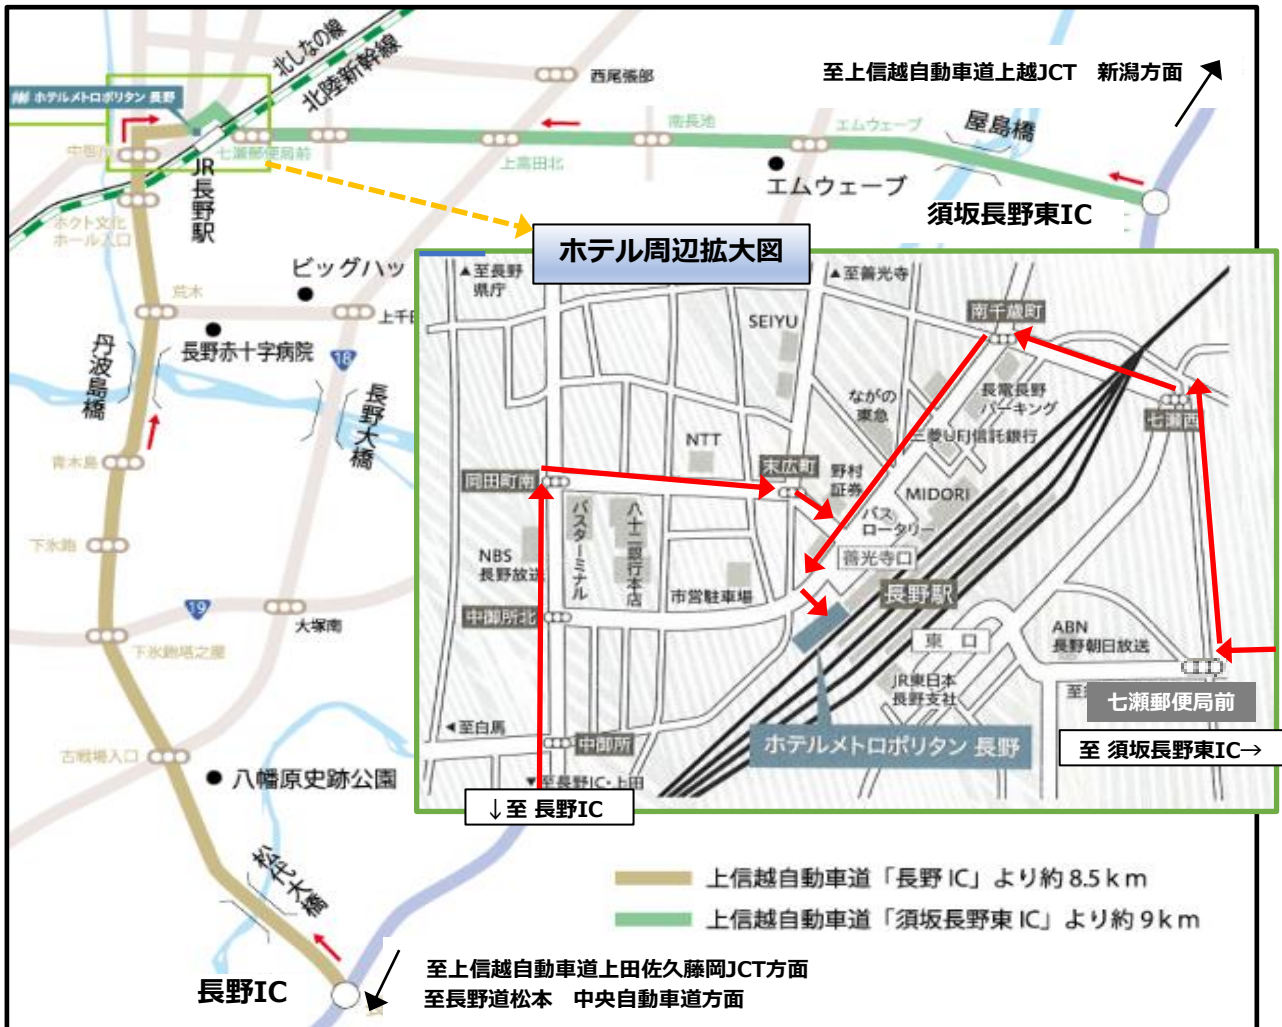 北しなの線
北陸新幹線
西尾張部
至上信越自動車道上越JCT　新潟方面
ホテルメトロポリタン 長野
七瀬郵便局前
上高田北
南長池
エムウェーブ
屋島橋
エムウェーブ
須坂長野東IC
JR長野駅
ホクト文化
ホール入口
ビッグハッ
荒木
上千田
長野赤十字病院
丹波島橋
18
長野大橋
青木島
下氷鉋
19
大塚南
下氷鉋塔之腰
古戦場入口
八幡原史跡公園
松代大橋
長野IC
ホテル周辺拡大図
▲至長野
県庁
▲至善光寺
南千歳町
SEIYU
ながの
東急
長電長野
パーキング
三菱UFJ信託銀行
七瀬西
NTT
岡田町南
末広町
野村
証券
MIDORI
バス
ロータリー
善光寺口
バスターミナル
八十二銀行本店
NBS
長野放送
市営駐車場
長野駅
中御所北
東　口
ABN
長野朝日放送
JR東日本
長野支社
七瀬郵便局前
◀至白馬
中御所
ホテルメトロポリタン 長野
至 須坂長野東IC→
▼至長野IC・上田
↓至 長野IC
上信越自動車道「長野 IC」より約 8.5ｋｍ
上信越自動車道「須坂長野東 IC」より約 9ｋｍ
至上信越自動車道上田佐久藤岡JCT方面
至長野道松本　中央自動車道方面